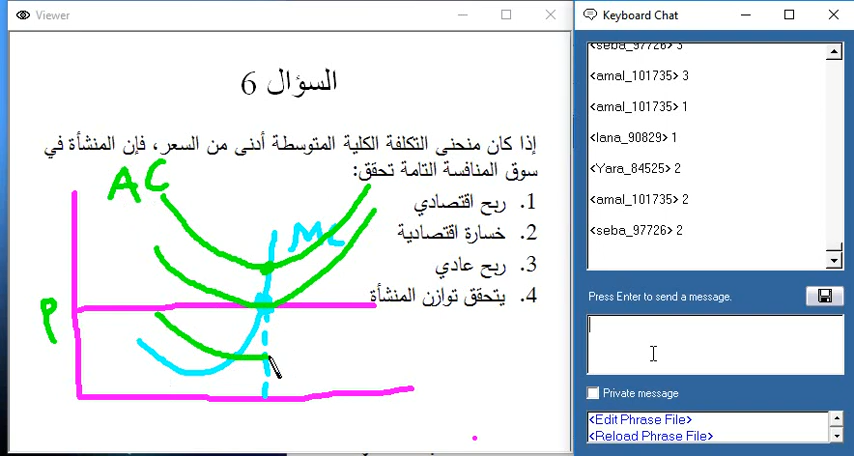 Viewer
السؤال 6
إذا كان منحنى التكلفة الكلية المتوسطة أدنى من السعر، فإن المنشأة في
سوق المنافسة التامة تحقق:
1. ربح اقتصادي
2. خسارة اقتصادية
3. ربح عادي
4. يتحقق توازن المنشأة
AC
MC
P
Keyboard Chat
<seba_97726> 3
<amal_101735> 3
<amal_101735> 1
<lana_90829> 1
<Yara_84525> 2
<amal_101735> 2
<seba_97726> 2
Press Enter to send a message.
Private message
<Edit Phrase File>
<Reload Phrase File>